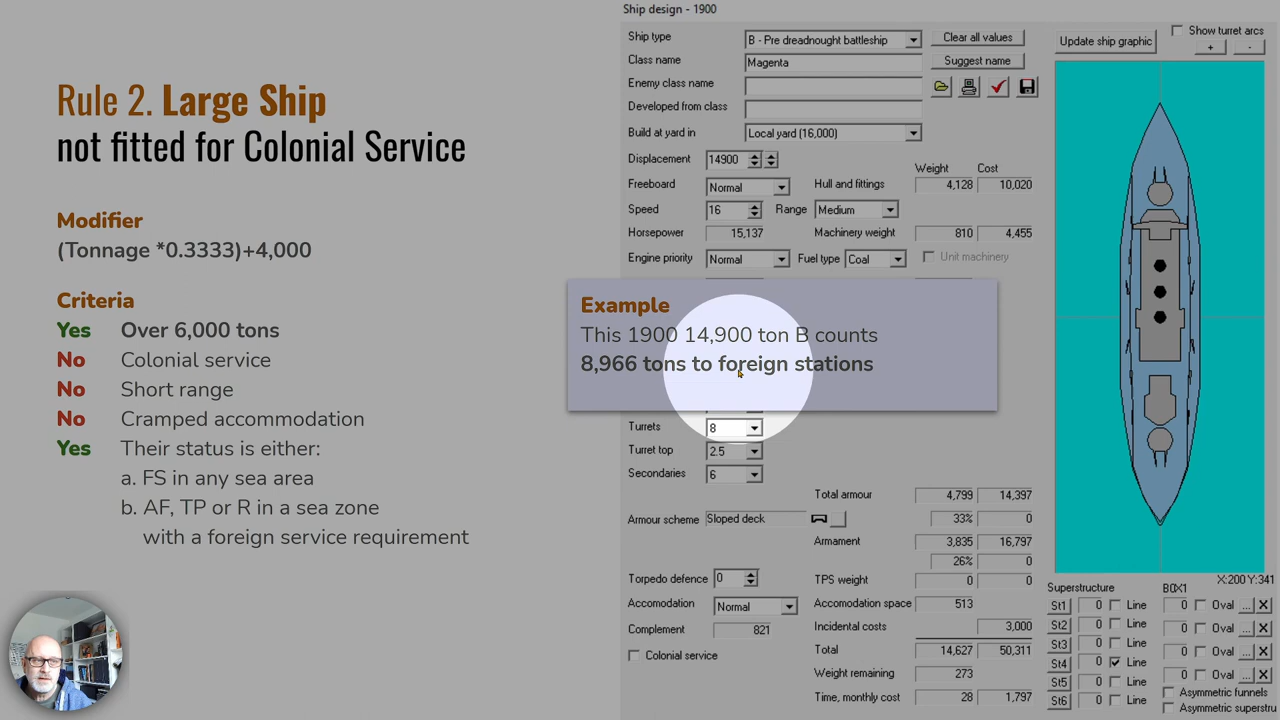 Ship design - 1900
Rule 2. Large Ship
not fitted for Colonial Service
Modifier
(Tonnage *0.3333)+4,000
Criteria
Yes Over 6,000 tons
No Colonial service
No Short range
No Cramped accommodation
Yes Their status is either:
a. FS in any sea area
b. AF, TP or R in a sea zone
with a foreign service requirement
Ship type B - Pre dreadnought battleship Clear all values
Class name Magenta Suggest name
Enemy class name
Developed from class
Build at yard in Local yard (16,000)
Displacement 14900
Weight Cost
Freeboard Normal Hull and fittings 4,128 10,020
Speed 16 Range Medium
Horsepower 15,137 Machinery weight 810 4,455
Engine priority Normal Fuel type Coal Unit machinery
Example
This 1900 14,900 ton B counts
8,966 tons to foreign stations
Turrets 8
Turret top 2.5
Secondaries 6
Total armour 4,799 14,397
Armour scheme Sloped deck 33% 0
Armament 3,835 16,797
26% 0
Torpedo defence 0 TPS weight 0 0
Accomodation Normal Accomodation space 513
Complement 821 Incidental costs 3,000
Colonial service Total 14,627 50,311
Weight remaining 273
Time, monthly cost 28 1,797
Update ship graphic
Show turret arcs
+ -
X:200 Y:341
Superstructure
St1 0 Line
St2 0 Line
St3 0 Line
St4 0 Line
St5 0 Line
St6 0 Line
0 Oval ... X
0 Oval ... X
0 Oval ... X
0 Oval ... X
Asymmetric funnels
Asymmetric superstru